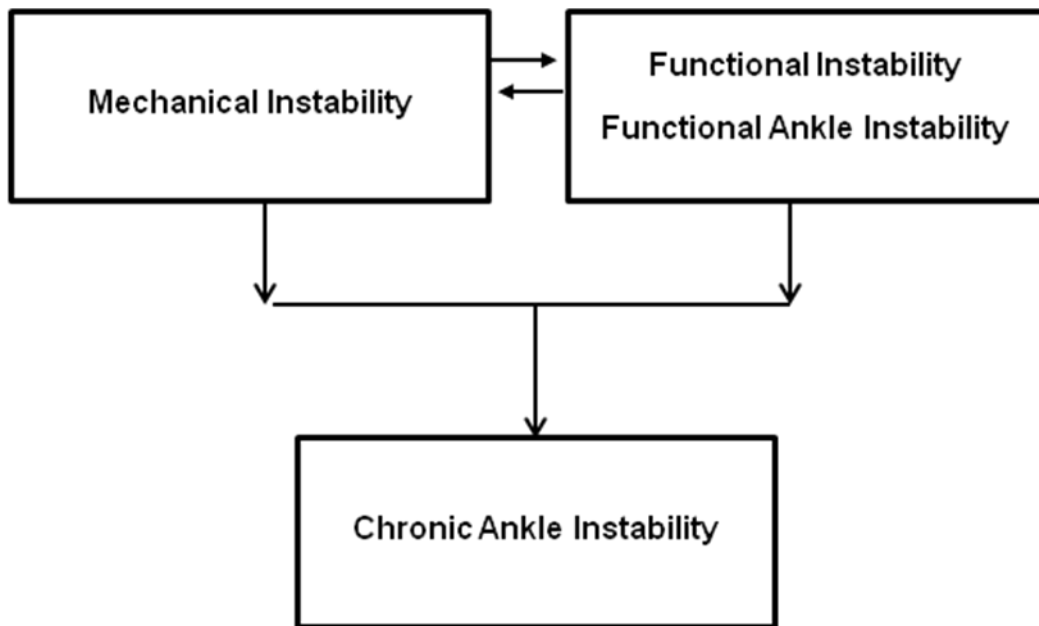 Mechanical Instability
Functional Instability
Functional Ankle Instability
Chronic Ankle Instability